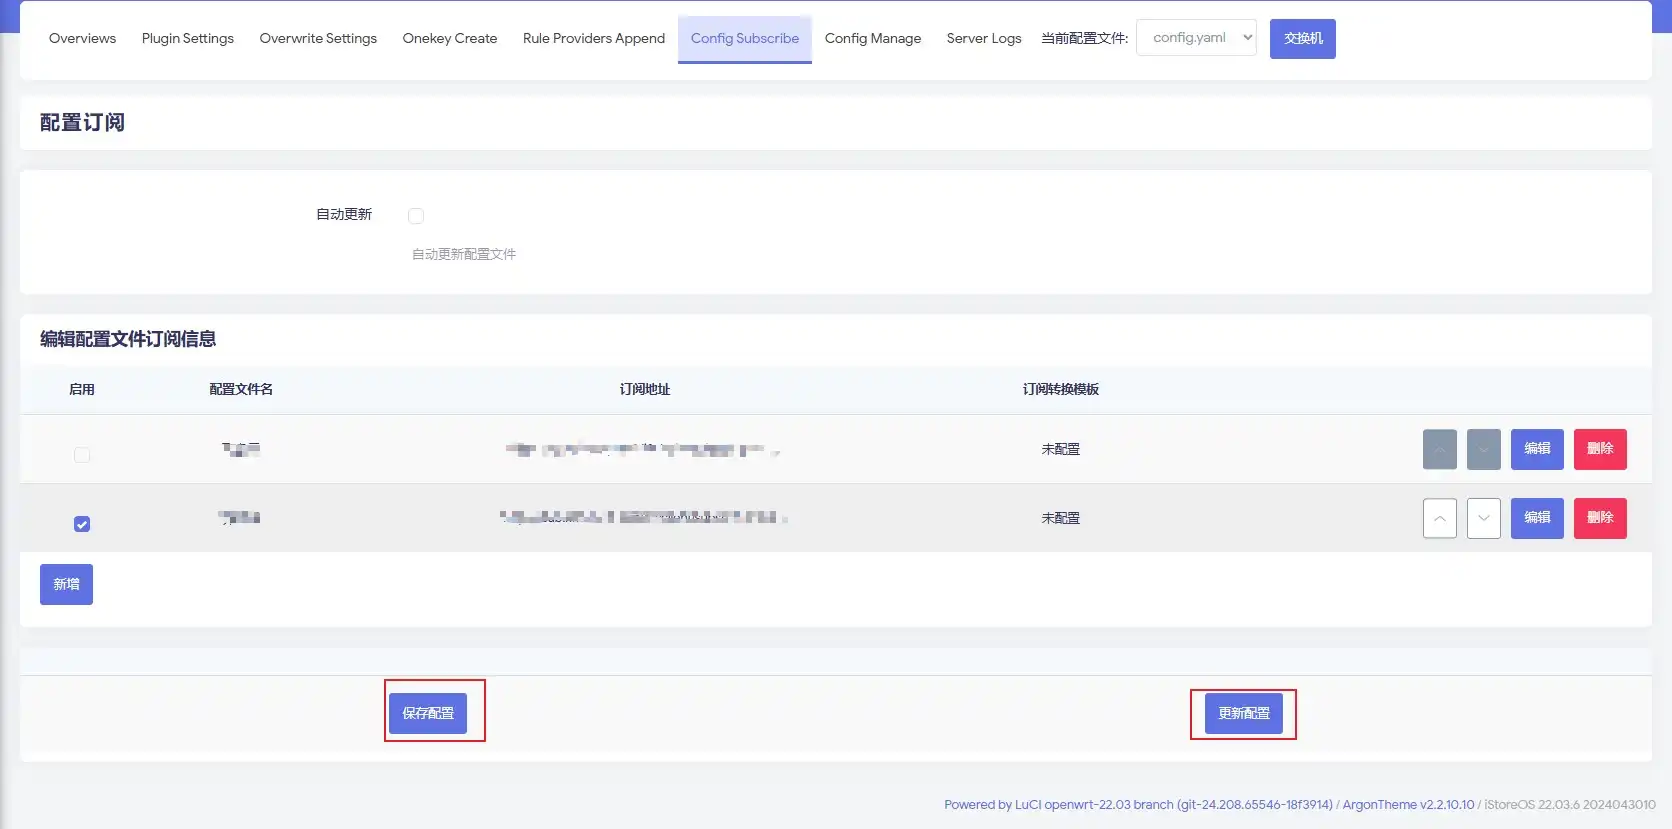 Overviews Plugin Settings Overwrite Settings Onekey Create Rule Providers Append Config Subscribe Config Manage Server Logs 当前配置文件: config.yaml 交换机
配置订阅
自动更新
自动更新配置文件
编辑配置文件订阅信息
启用 配置文件名 订阅地址 订阅转换模板
未配置 编辑 删除
未配置 编辑 删除
新增
保存配置 更新配置
Powered by LuCI openwrt-22.03 branch (git-24.208.65546-18f3914) / ArgonTheme v2.2.10.10 / iStoreOS 22.03.6 2024043010